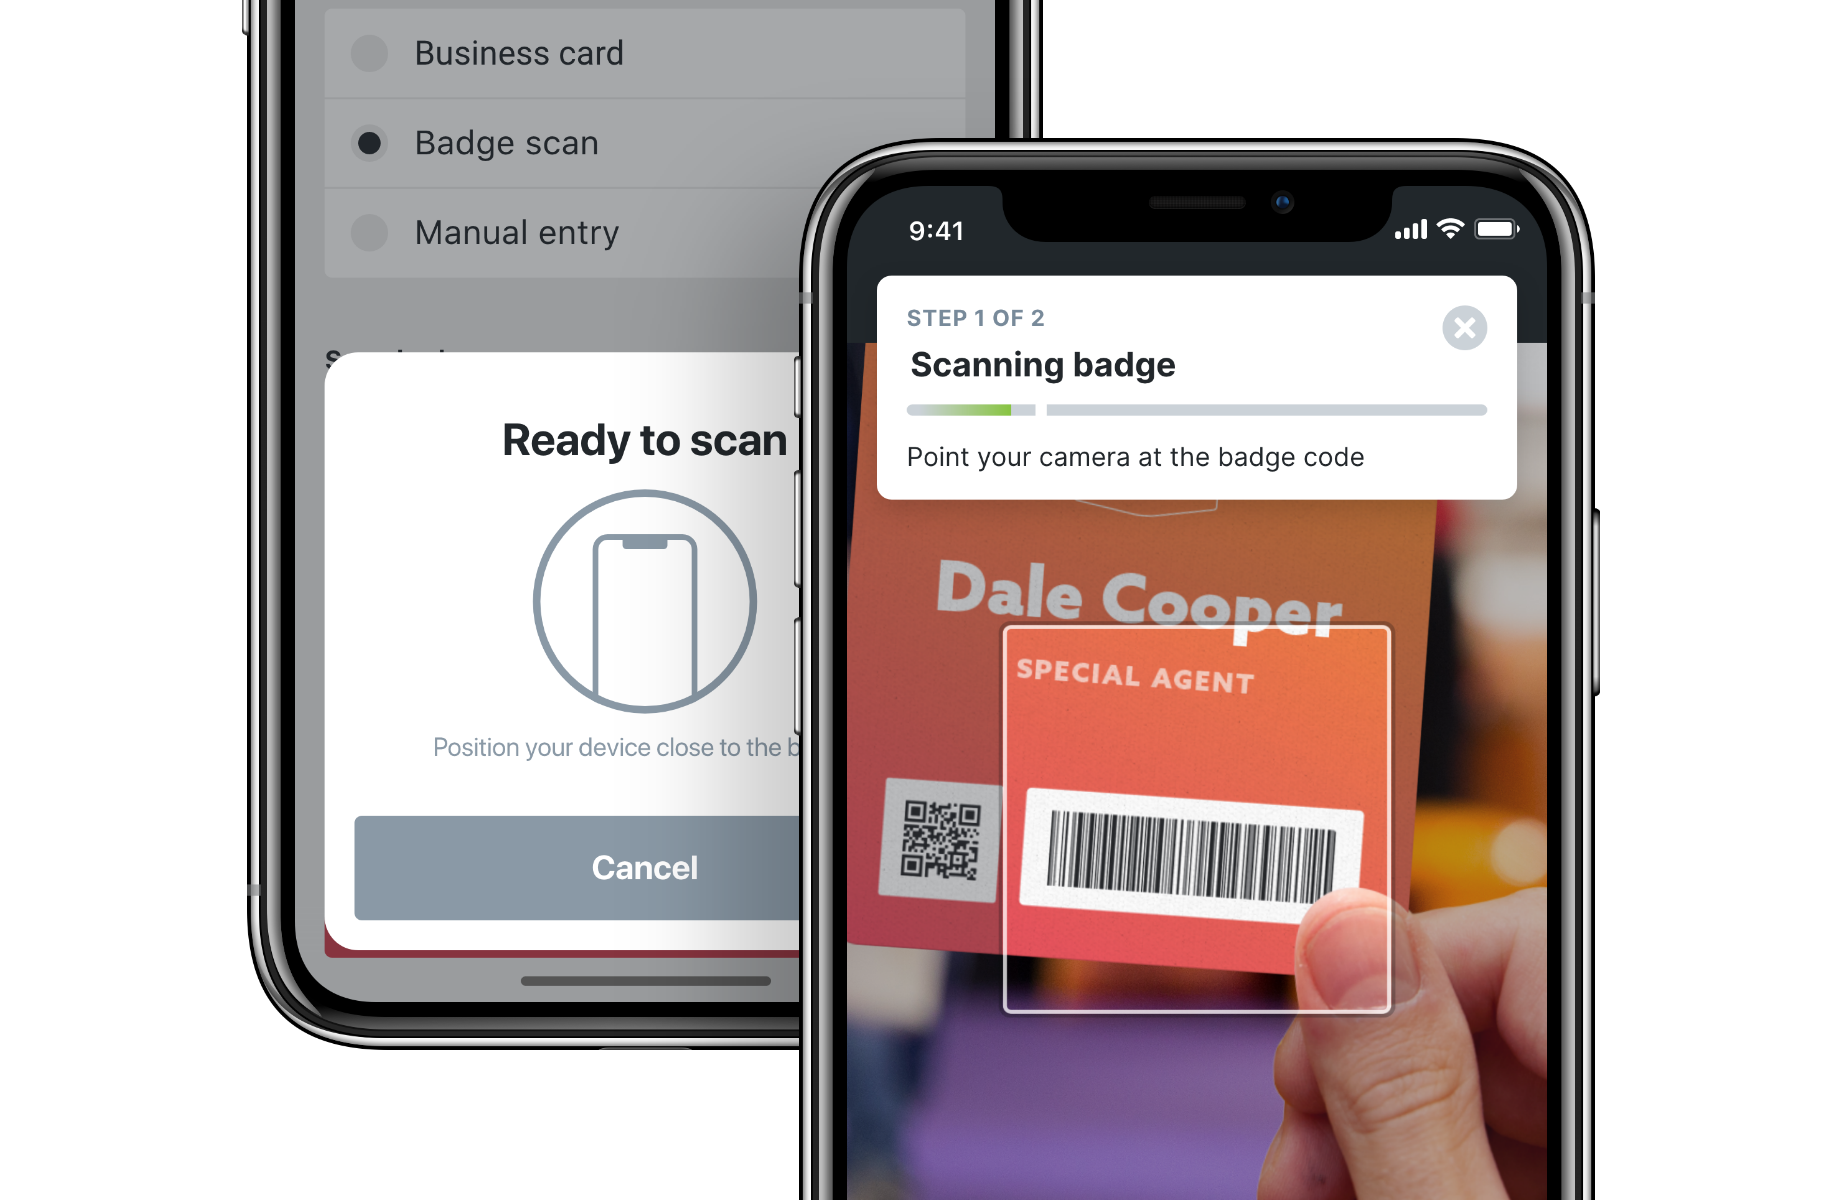 Business card
Badge scan
Manual entry
Ready to scan
Position your device close to the
Cancel
9:41
STEP 1 OF 2
Scanning badge
Point your camera at the badge code
Dale Cooper
SPECIAL AGENT